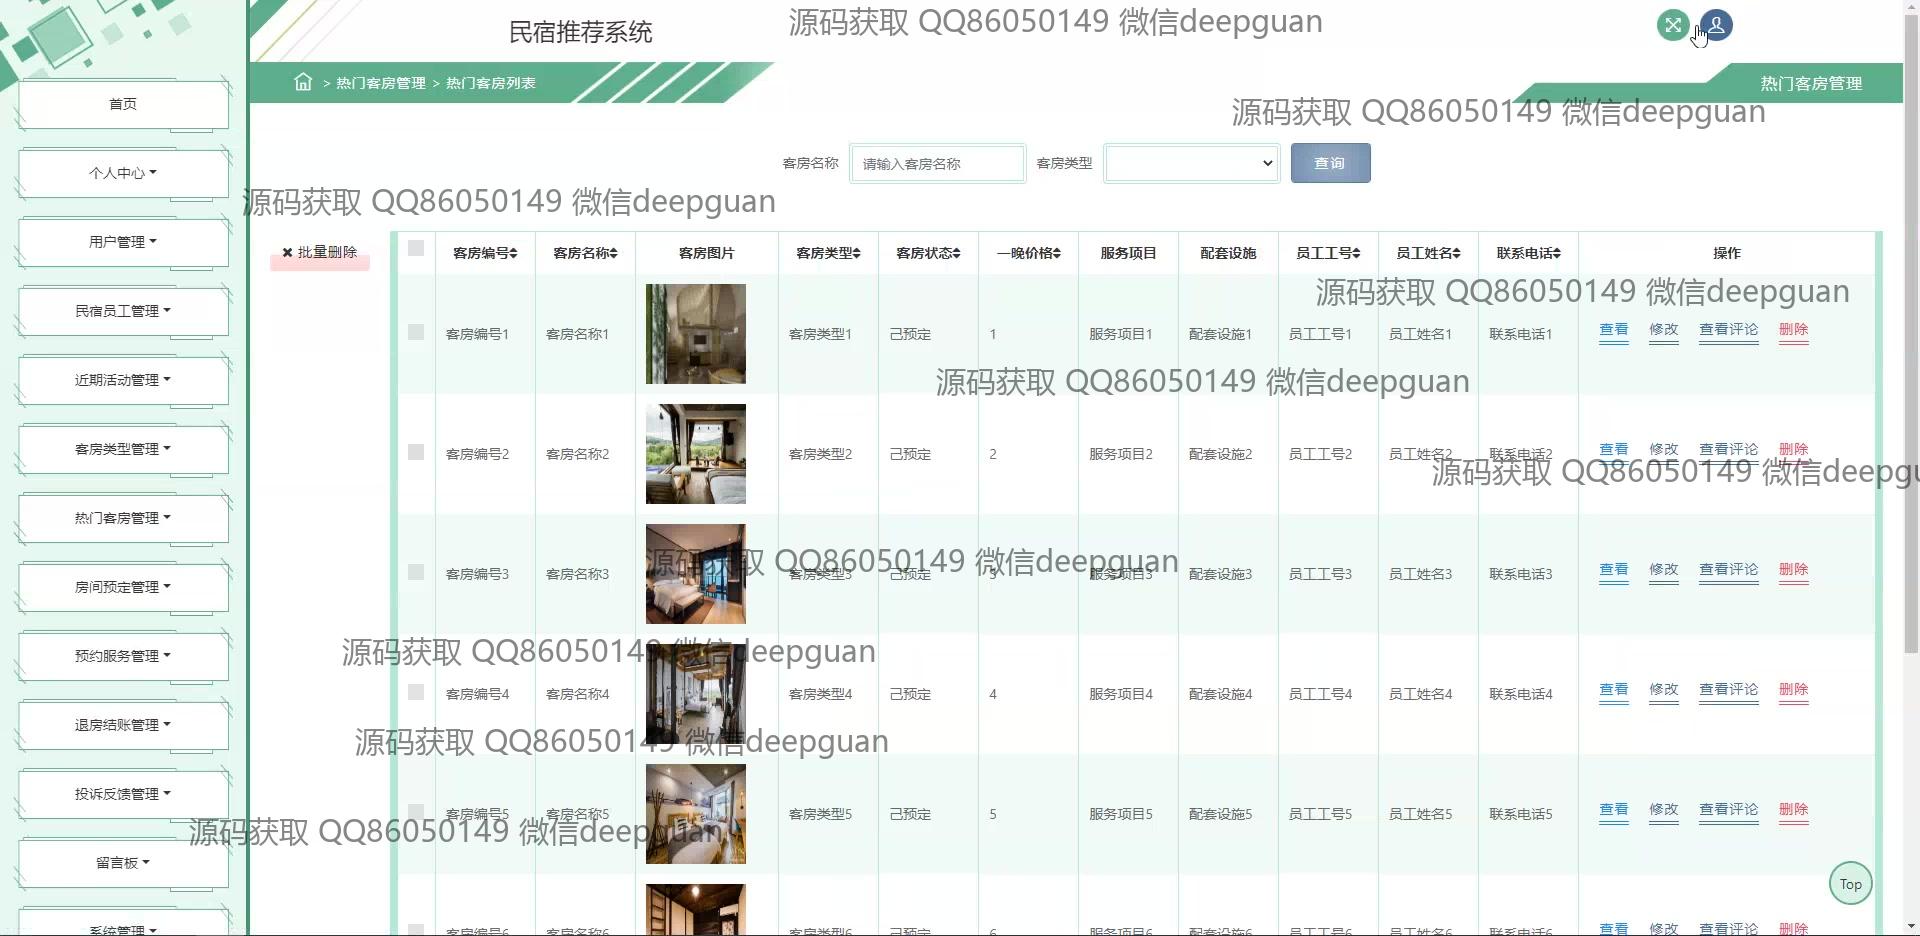 民宿推荐系统
源码获取 QQ86050149 微信deepguan
> 热门客房管理 > 热门客房列表
热门客房管理
源码获取 QQ86050149 微信deepguan
首页
个人中心
用户管理
民宿员工管理
近期活动管理
客房类型管理
热门客房管理
房间预定管理
预约服务管理
退房结账管理
投诉反馈管理
留言板
系统管理
客房名称 请输入客房名称 客房类型 查询
源码获取 QQ86050149 微信deepguan
批量删除
客房编号 客房名称 客房图片 客房类型 客房状态 一晚价格 服务项目 配套设施 员工工号 员工姓名 联系电话 操作
源码获取 QQ86050149 微信deepguan
客房编号1 客房名称1 客房类型1 已预定 1 服务项目1 配套设施1 员工工号1 员工姓名1 联系电话1 查看 修改 查看评论 删除
源码获取 QQ86050149 微信deepguan
客房编号2 客房名称2 客房类型2 已预定 2 服务项目2 配套设施2 员工工号2 员工姓名2 联系电话2 查看 修改 查看评论 删除
源码获取 QQ86050149 微信deepgu
源码获取 QQ86050149 微信deepguan
客房编号3 客房名称3 客房类型3 已预定 3 服务项目3 配套设施3 员工工号3 员工姓名3 联系电话3 查看 修改 查看评论 删除
源码获取 QQ86050149 微信deepguan
客房编号4 客房名称4 客房类型4 已预定 4 服务项目4 配套设施4 员工工号4 员工姓名4 联系电话4 查看 修改 查看评论 删除
源码获取 QQ86050149 微信deepguan
客房编号5 客房名称5 客房类型5 已预定 5 服务项目5 配套设施5 员工工号5 员工姓名5 联系电话5 查看 修改 查看评论 删除
源码获取 QQ86050149 微信deepguan
Top
客房编号6 客房名称6 客房类型6 已预定 6 服务项目6 配套设施6 员工工号6 员工姓名6 联系电话6 查看 修改 查看评论 删除